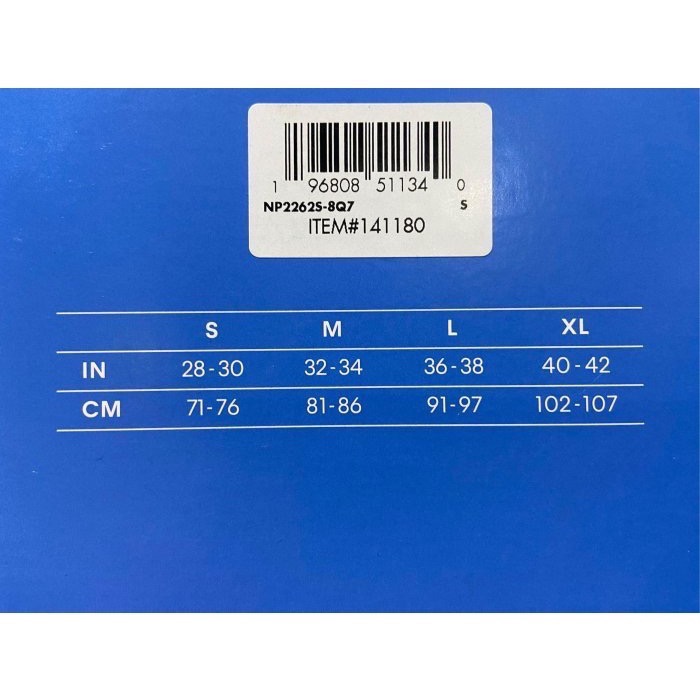 1 96808 51134 0
NP2262S-8Q7 S
ITEM#141180
S M L XL
IN 28-30 32-34 36-38 40-42
CM 71-76 81-86 91-97 102-107